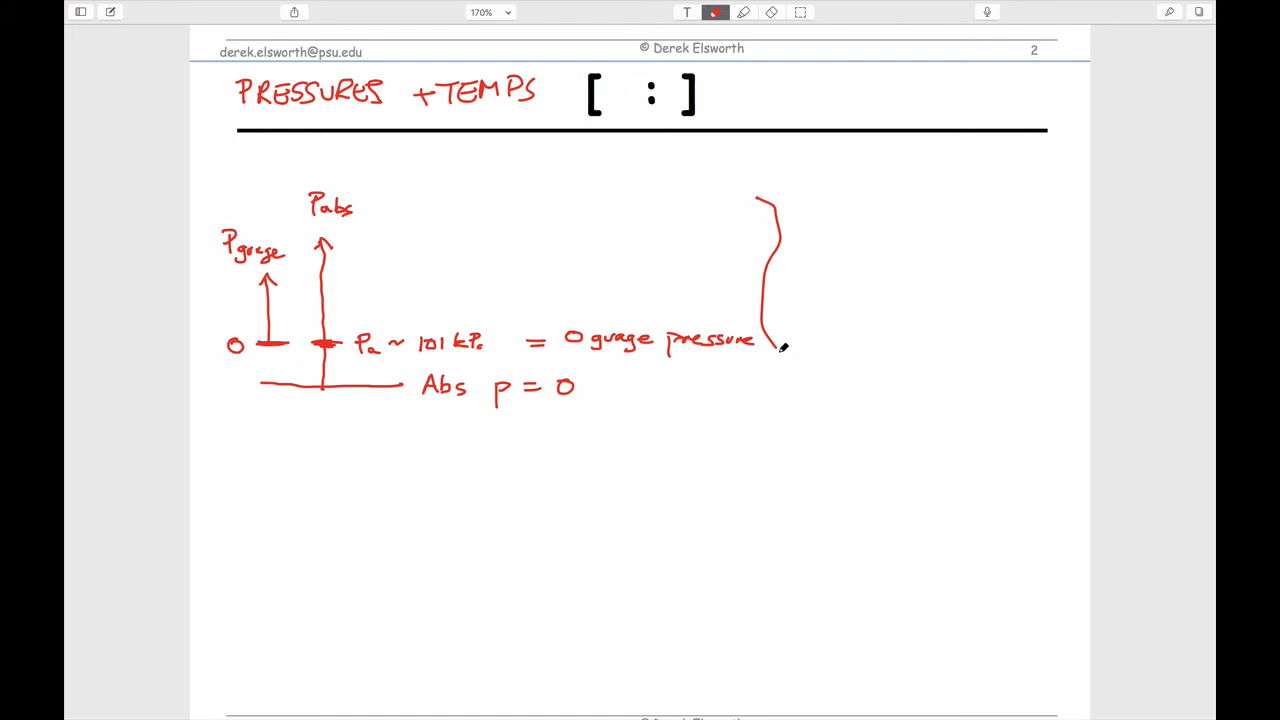 170%
T
derek.elsworth@psu.edu © Derek Elsworth 2
PRESSURES + TEMPS [ : ]
Pabs
Pguage
0 Pa ~ 101 kPa = 0 guage pressure
Abs p = 0